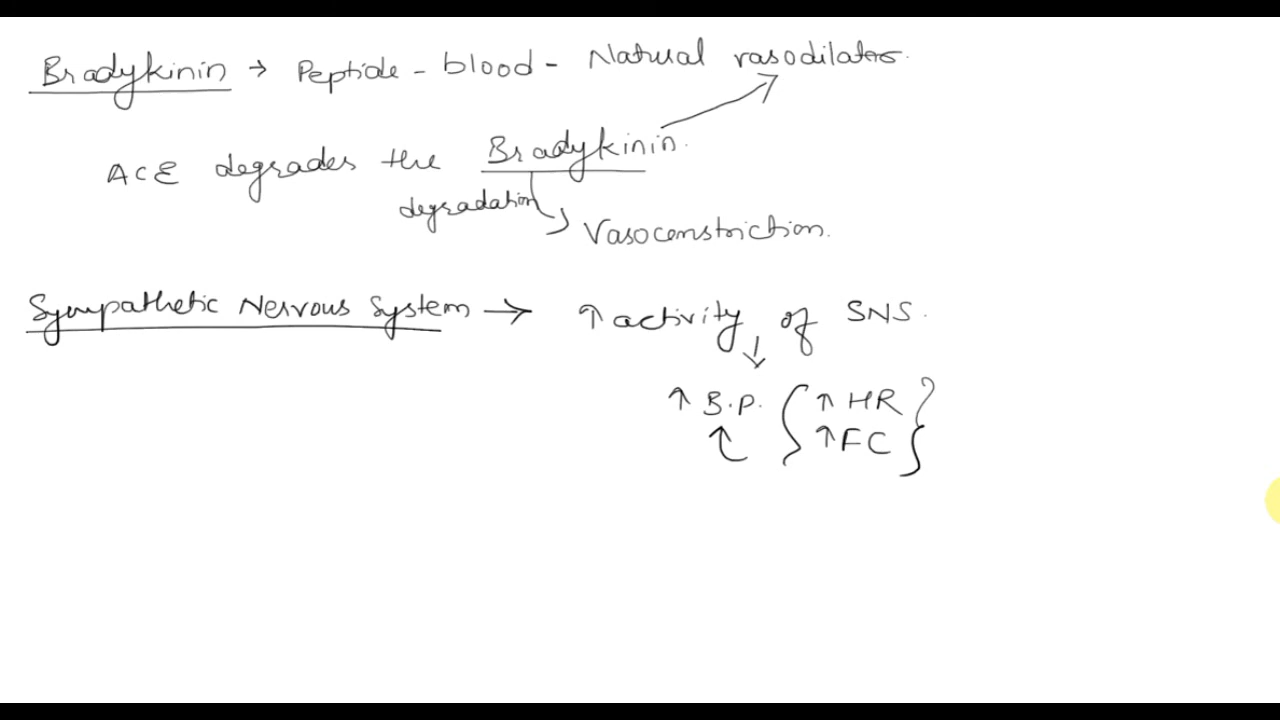 Bradykinin → Peptide - blood - Natural vasodilator.
ACE degrades the Bradykinin.
degradation
Vasoconstriction.
Sympathetic Nervous System → ↑ activity of SNS.
↑ B.P. { ↑ HR }
↑ { ↑ FC }